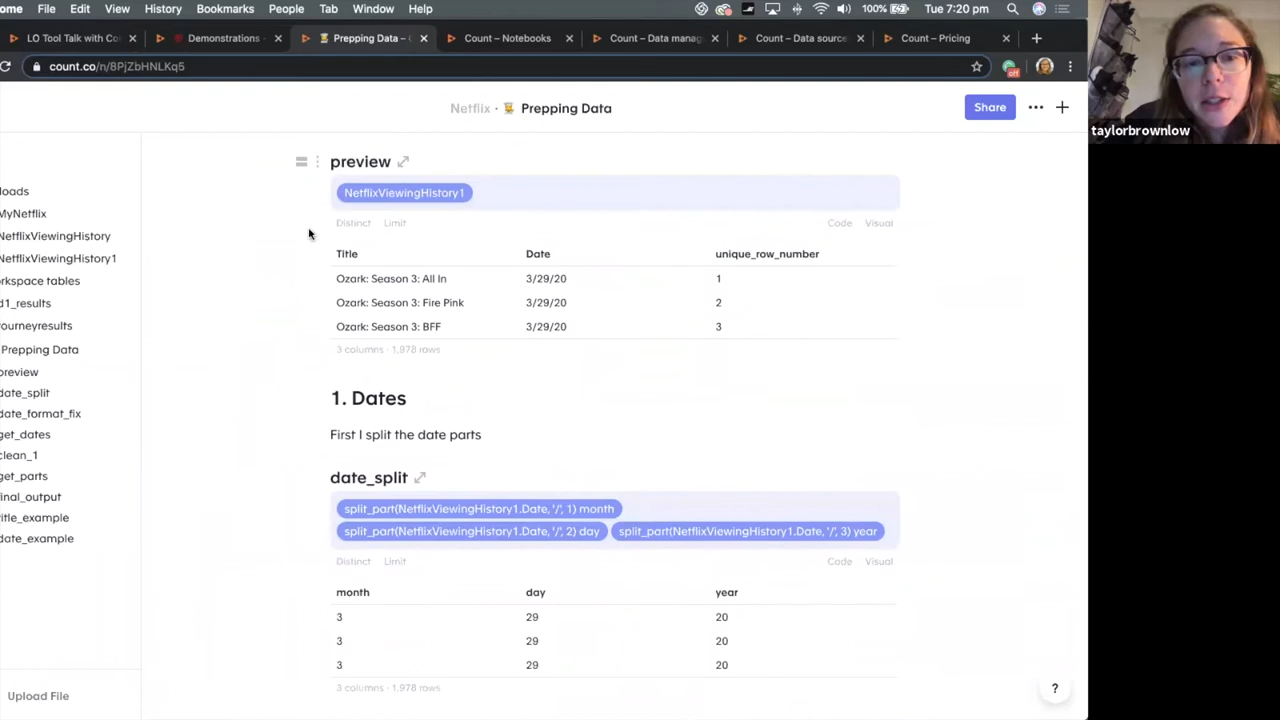 ome File Edit View History Bookmarks People Tab Window Help 100% Tue 7:20 pm
LO Tool Talk with Co Demonstrations - Prepping Data – Count – Notebooks Count – Data manag Count – Data source Count – Pricing
count.co/n/8PjZbHNLKq5 off
Netflix · Prepping Data Share
taylorbrownlow
loads
MyNetflix
NetflixViewingHistory
NetflixViewingHistory1
rkspace tables
d1_results
tourneyresults
Prepping Data
preview
date_split
date_format_fix
get_dates
clean_1
get_parts
final_output
title_example
date_example
Upload File
preview
NetflixViewingHistory1
Distinct Limit Code Visual
Title Date unique_row_number
Ozark: Season 3: All In 3/29/20 1
Ozark: Season 3: Fire Pink 3/29/20 2
Ozark: Season 3: BFF 3/29/20 3
3 columns · 1,978 rows
1. Dates
First I split the date parts
date_split
split_part(NetflixViewingHistory1.Date, '/', 1) month
split_part(NetflixViewingHistory1.Date, '/', 2) day split_part(NetflixViewingHistory1.Date, '/', 3) year
Distinct Limit Code Visual
month day year
3 29 20
3 29 20
3 29 20
3 columns · 1,978 rows
?